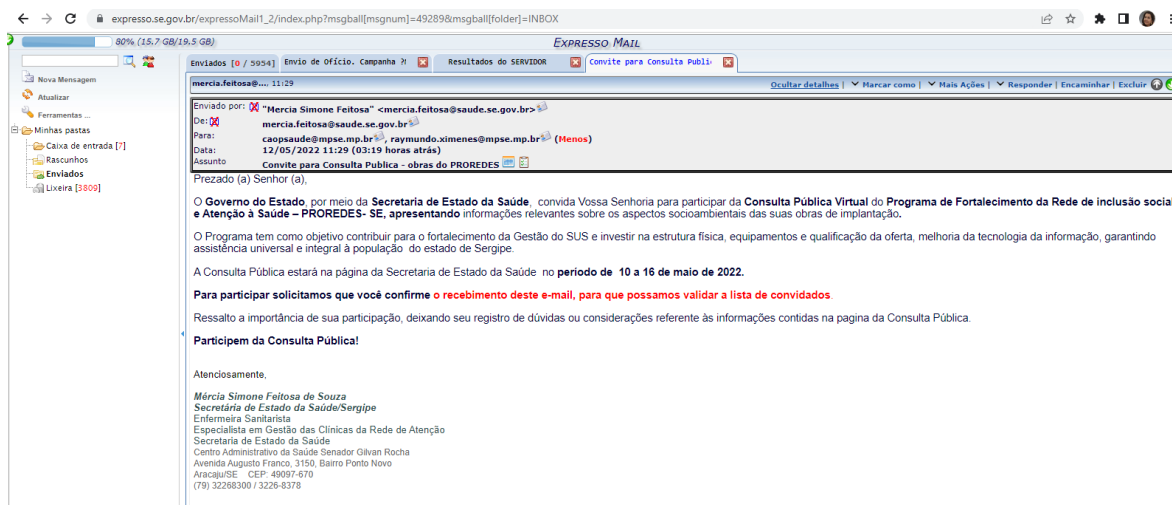 expresso.se.gov.br/expressoMail1_2/index.php?msgball[msgnum]=49289&msgball[folder]=INBOX
80% (15.7 GB/19.5 GB)
EXPRESSO MAIL
Enviados [0 / 5954]
Envio de Ofício. Campanha ?!
Resultados do SERVIDOR
Convite para Consulta Publi
Nova Mensagem
Atualizar
Ferramentas ...
Minhas pastas
Caixa de entrada [7]
Rascunhos
Enviados
Lixeira [3809]
mercia.feitosa@.... 11:29
Ocultar detalhes | Marcar como | Mais Ações | Responder | Encaminhar | Excluir
Enviado por: "Mercia Simone Feitosa" <mercia.feitosa@saude.se.gov.br>
De: mercia.feitosa@saude.se.gov.br
Para: caopsaude@mpse.mp.br, raymundo.ximenes@mpse.mp.br (Menos)
Data: 12/05/2022 11:29 (03:19 horas atrás)
Assunto Convite para Consulta Publica - obras do PROREDES
Prezado (a) Senhor (a),
O Governo do Estado, por meio da Secretaria de Estado da Saúde, convida Vossa Senhoria para participar da Consulta Pública Virtual do Programa de Fortalecimento da Rede de inclusão social
e Atenção à Saúde – PROREDES- SE, apresentando informações relevantes sobre os aspectos socioambientais das suas obras de implantação.
O Programa tem como objetivo contribuir para o fortalecimento da Gestão do SUS e investir na estrutura física, equipamentos e qualificação da oferta, melhoria da tecnologia da informação, garantindo
assistência universal e integral à população do estado de Sergipe.
A Consulta Pública estará na página da Secretaria de Estado da Saúde no período de 10 a 16 de maio de 2022.
Para participar solicitamos que você confirme o recebimento deste e-mail, para que possamos validar a lista de convidados.
Ressalto a importância de sua participação, deixando seu registro de dúvidas ou considerações referente às informações contidas na pagina da Consulta Pública.
Participem da Consulta Pública!
Atenciosamente,
Mércia Simone Feitosa de Souza
Secretária de Estado da Saúde/Sergipe
Enfermeira Sanitarista
Especialista em Gestão das Clínicas da Rede de Atenção
Secretaria de Estado da Saúde
Centro Administrativo da Saúde Senador Gilvan Rocha
Avenida Augusto Franco, 3150, Bairro Ponto Novo
Aracaju/SE CEP: 49097-670
(79) 32268300 / 3226-8378